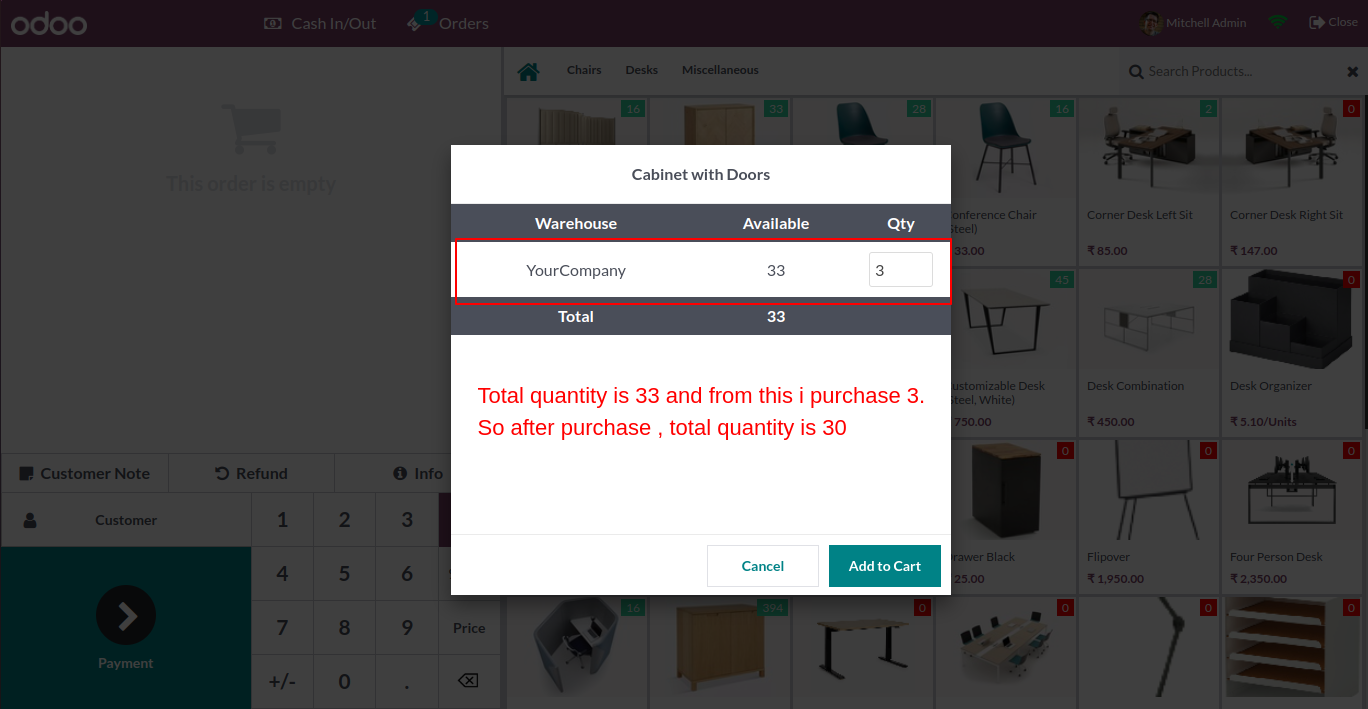 odoo
Cash In/Out
1
Orders
Mitchell Admin
Close
Chairs
Desks
Miscellaneous
Search Products...
This order is empty
16
33
28
16
2
0
onference Chair
Steel)
₹ 33.00
Corner Desk Left Sit
₹ 85.00
Corner Desk Right Sit
₹ 147.00
Cabinet with Doors
Warehouse Available Qty
YourCompany 33 3
Total 33
Total quantity is 33 and from this i purchase 3.
So after purchase , total quantity is 30
Cancel
Add to Cart
45
28
0
ustomizable Desk
Steel, White)
750.00
Desk Combination
₹ 450.00
Desk Organizer
₹ 5.10/Units
0
0
0
rawer Black
25.00
Flipover
₹ 1,950.00
Four Person Desk
₹ 2,350.00
16
394
0
0
0
0
Customer Note
Refund
Info
Customer
Payment
1 2 3
4 5 6
7 8 9 Price
+/- 0 .